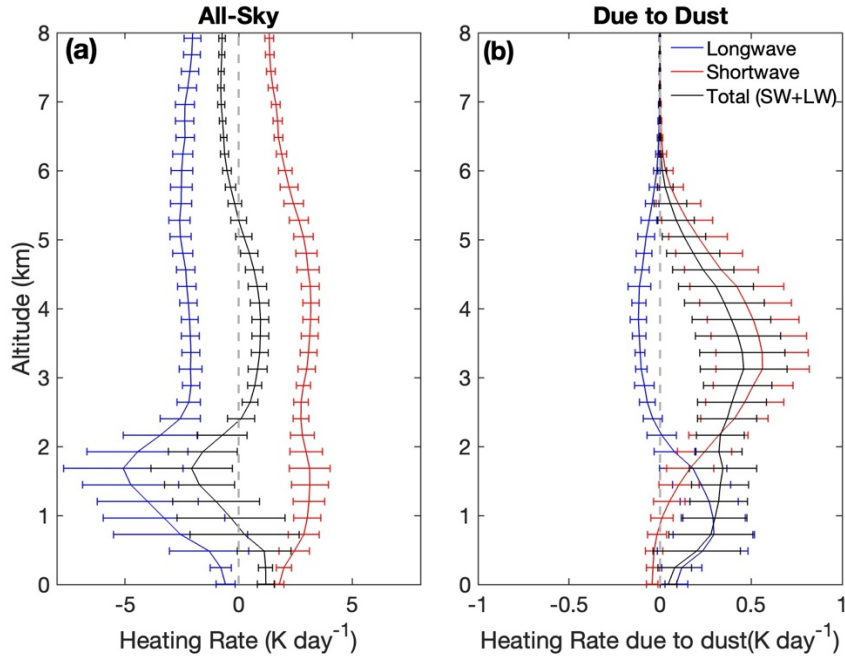 All-Sky
Due to Dust
(a)
(b)
Longwave
Shortwave
Total (SW+LW)
Altitude (km)
8
7
6
5
4
3
2
1
0
8
7
6
5
4
3
2
1
0
-5
0
5
-1
-0.5
0
0.5
1
Heating Rate (K day⁻¹)
Heating Rate due to dust(K day⁻¹)